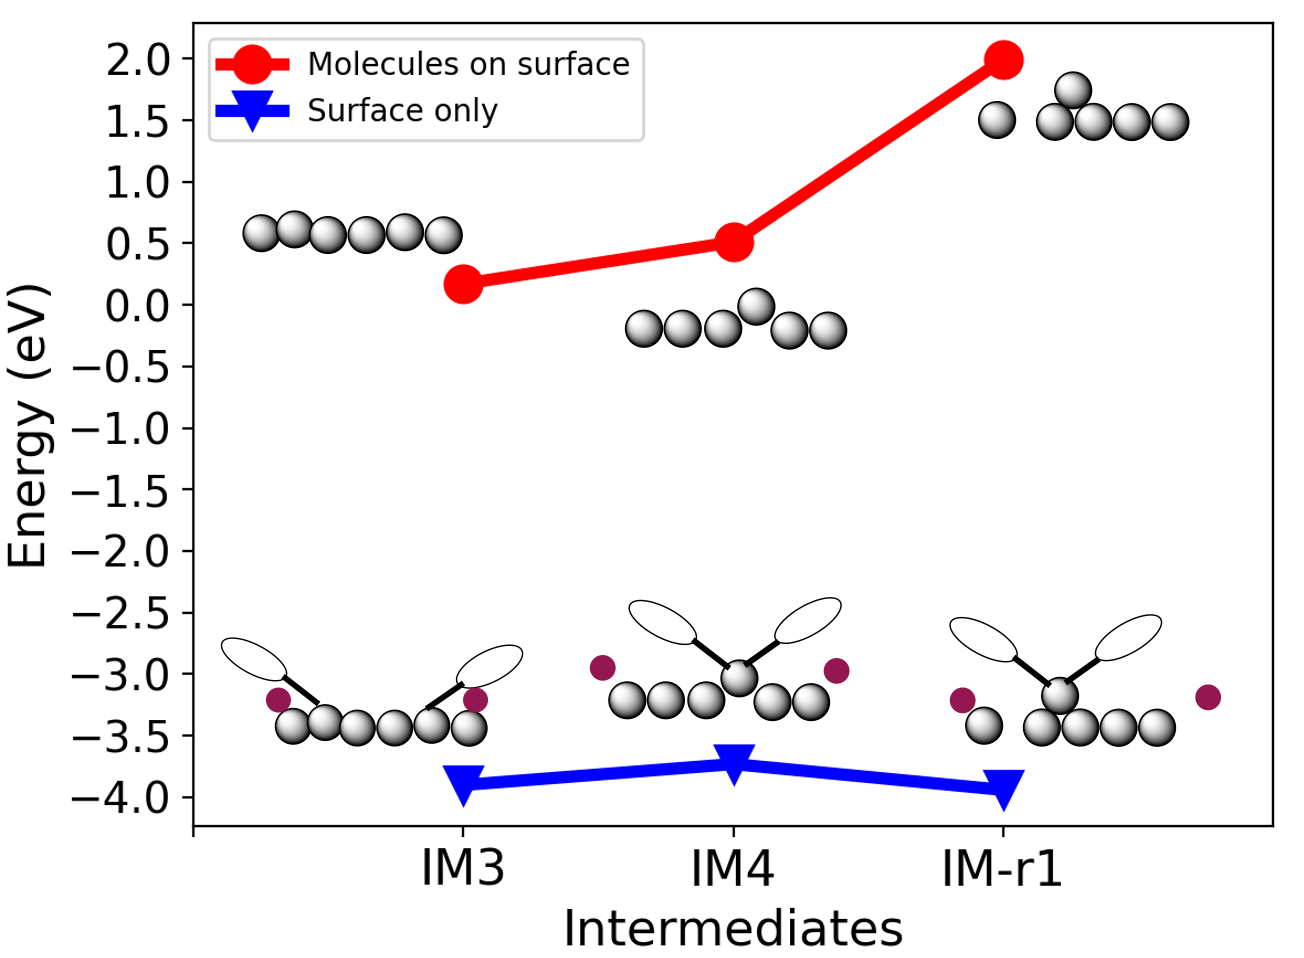 Molecules on surface
Surface only
2.0
1.5
1.0
0.5
0.0
−0.5
−1.0
−1.5
−2.0
−2.5
−3.0
−3.5
−4.0
Energy (eV)
IM3
IM4
IM-r1
Intermediates